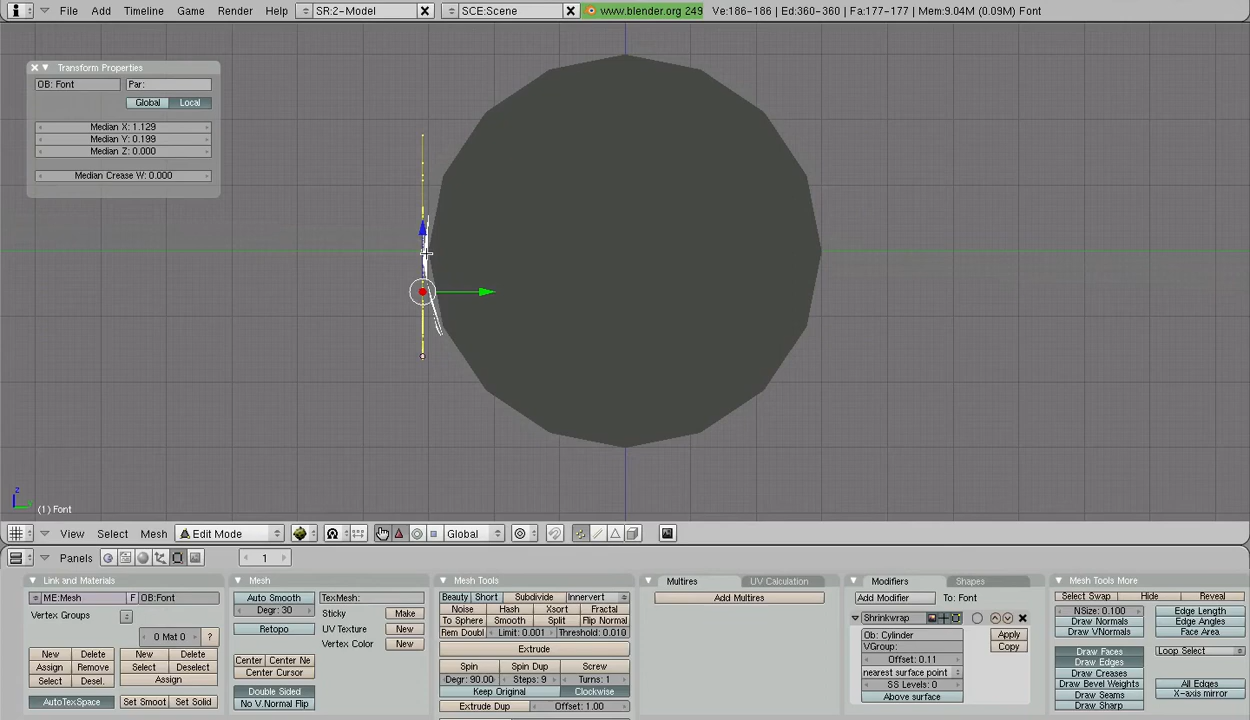 File Add Timeline Game Render Help SR:2-Model SCE:Scene www.blender.org 249 Ve:186-186 | Ed:360-360 | Fa:177-177 | Mem:9.04M (0.09M) Font
Transform Properties
OB: Font Par:
Global Local
Median X: 1.129
Median Y: 0.199
Median Z: 0.000
Median Crease W: 0.000
z
(1) Font
View Select Mesh Edit Mode Global
Panels 1
Link and Materials
ME:Mesh F OB:Font
Vertex Groups
0 Mat 0 ?
New Delete New Delete
Assign Remove Select Deselect
Select Desel. Assign
AutoTexSpace Set Smoot Set Solid
Mesh
Auto Smooth TexMesh:
Degr: 30 Sticky Make
Retopo UV Texture New
Vertex Color New
Center Center Ne
Center Cursor
Double Sided
No V.Normal Flip
Mesh Tools
Beauty Short Subdivide Innervert
Noise Hash Xsort Fractal
To Sphere Smooth Split Flip Normal
Rem Doubl Limit: 0.001 Threshold: 0.010
Extrude
Spin Spin Dup Screw
Degr: 90.00 Steps: 9 Turns: 1
Keep Original Clockwise
Extrude Dup Offset: 1.00
Multires UV Calculation
Add Multires
Modifiers Shapes
Add Modifier To: Font
Shrinkwrap
Ob: Cylinder Apply
VGroup: Copy
Offset: 0.11
nearest surface point
SS Levels: 0
Above surface
Mesh Tools More
Select Swap Hide Reveal
NSize: 0.100 Edge Length
Draw Normals Edge Angles
Draw VNormals Face Area
Draw Faces Loop Select
Draw Edges
Draw Creases
Draw Bevel Weights All Edges
Draw Seams X-axis mirror
Draw Sharp